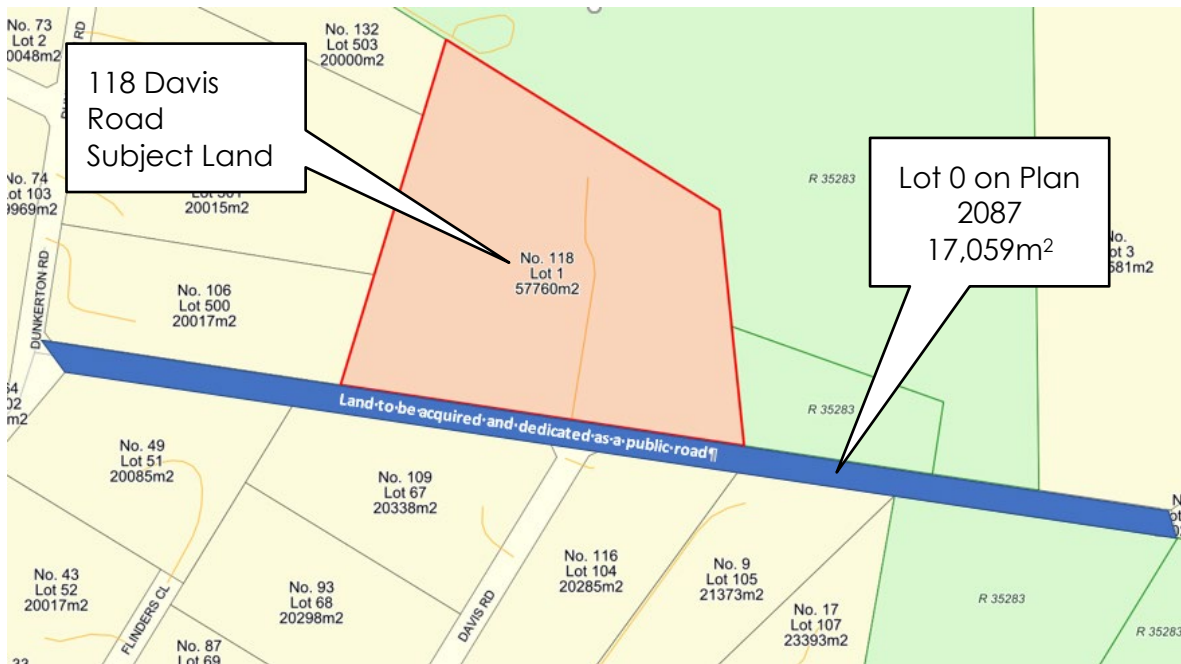 No. 73
Lot 2
0048m2
RD
No. 132
Lot 503
20000m2
118 Davis
Road
Subject Land
Lot 0 on Plan
2087
17,059m²
R 35283
No. 74
ot 103
9969m2
20015m2
No.
ot 3
581m2
No. 118
Lot 1
57760m2
No. 106
Lot 500
20017m2
DUNKERTON RD
Land·to·be·acquired·and·dedicated·as·a·public·road¶
R 35283
64
02
m2
No. 49
Lot 51
20085m2
No. 109
Lot 67
20338m2
No. 116
Lot 104
20285m2
No. 9
Lot 105
21373m2
No. 43
Lot 52
20017m2
No. 93
Lot 68
20298m2
No. 17
Lot 107
23393m2
R 35283
R 35283
FLINDERS CL
DAVIS RD
No. 87
Lot 69
33